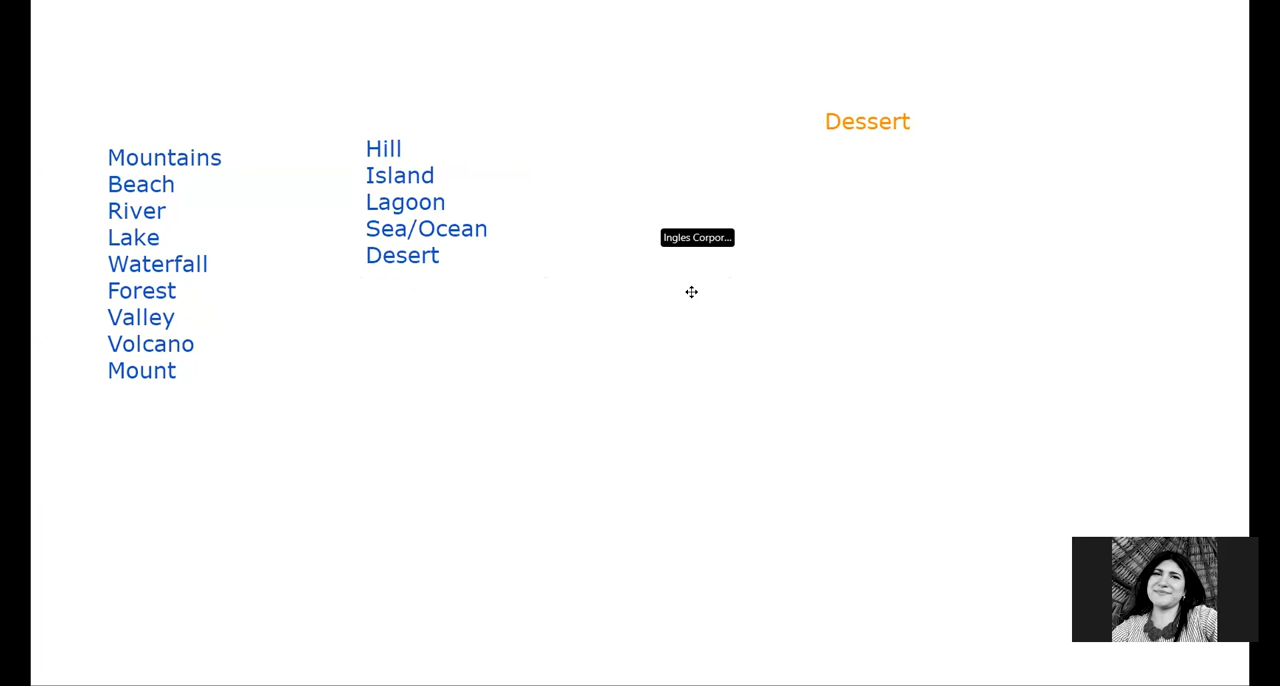 Mountains
Beach
River
Lake
Waterfall
Forest
Valley
Volcano
Mount
Hill
Island
Lagoon
Sea/Ocean
Desert
Dessert
Ingles Corpor...